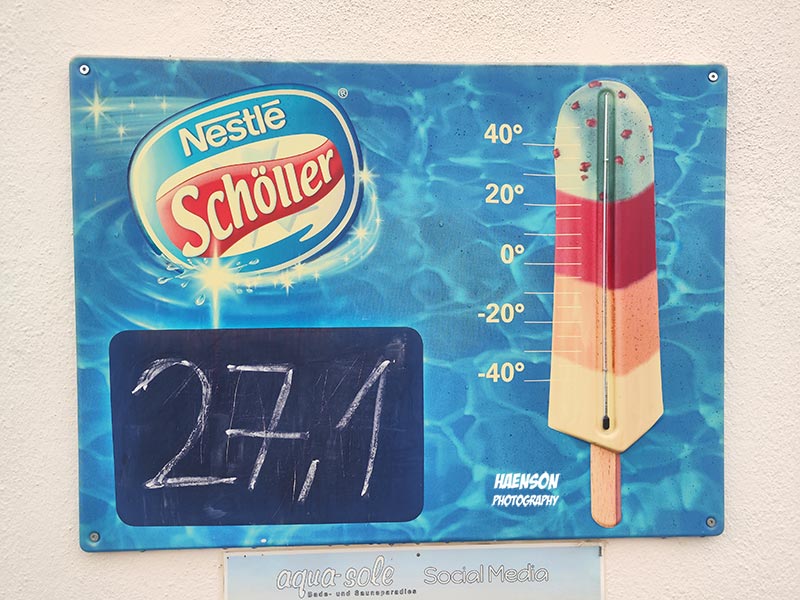 Nestlé
Schöller
®
40°
20°
0°
-20°
-40°
27,1
HAENSON
PHOTOGRAPHY
aqua-sole Social Media
Bade- und Saunaparadies